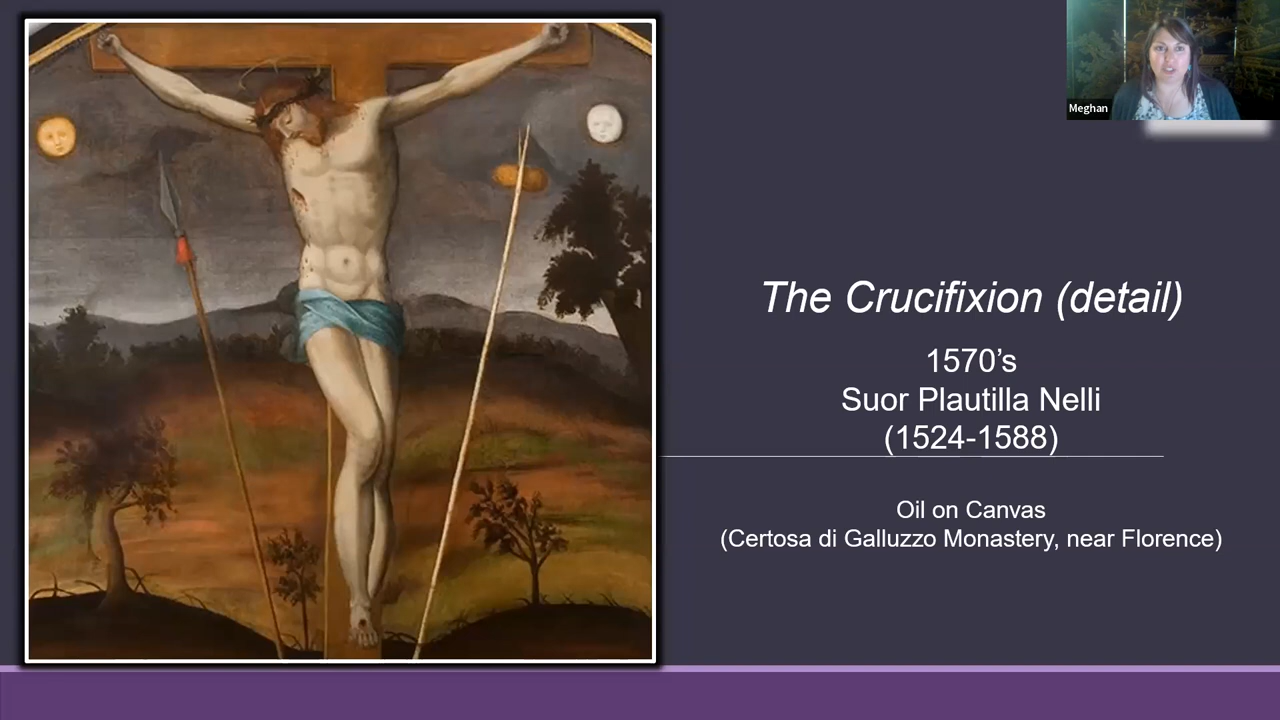 Meghan
The Crucifixion (detail)
1570’s
Suor Plautilla Nelli
(1524-1588)
Oil on Canvas
(Certosa di Galluzzo Monastery, near Florence)